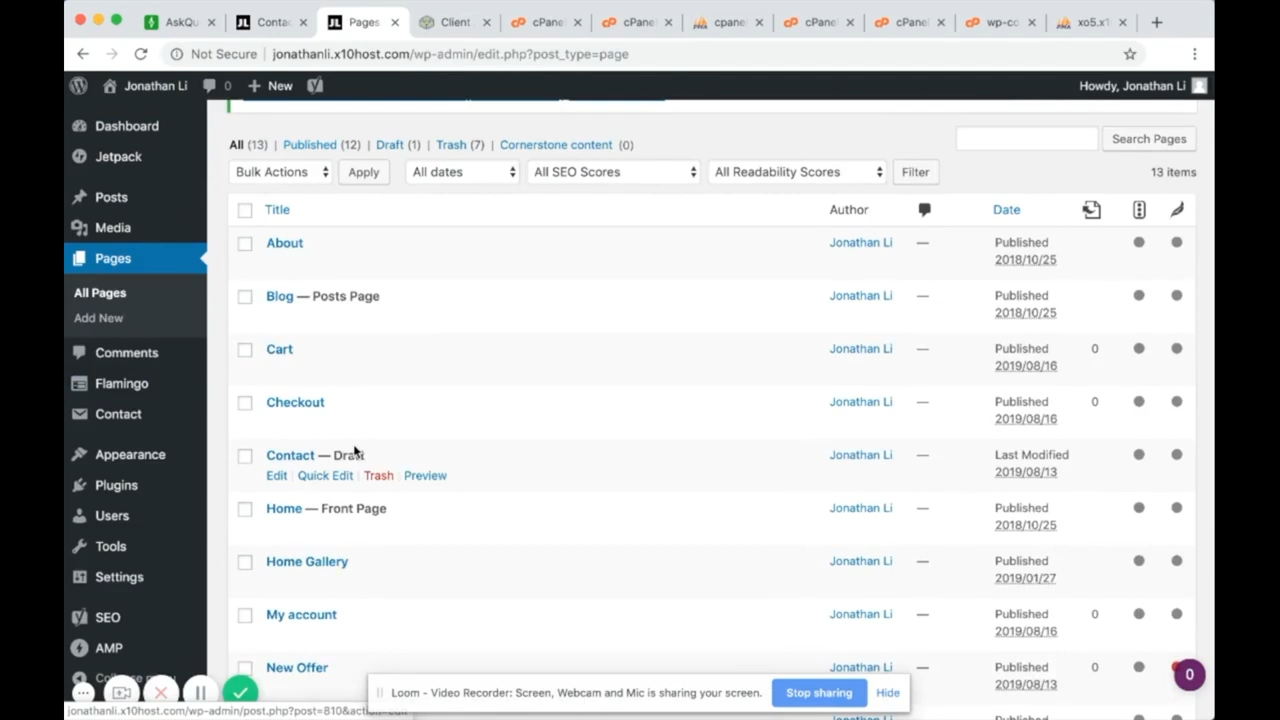 AskQu
Contac
Pages
Client
cPanel
cPanel
cpanel
cPanel
cPanel
wp-co
xo5.x1
Not Secure
jonathanli.x10host.com/wp-admin/edit.php?post_type=page
Jonathan Li
0
New
Howdy, Jonathan Li
Dashboard
Jetpack
Posts
Media
Pages
All Pages
Add New
Comments
Flamingo
Contact
Appearance
Plugins
Users
Tools
Settings
SEO
AMP
Collapse menu
All (13) | Published (12) | Draft (1) | Trash (7) | Cornerstone content (0)
Search Pages
Bulk Actions
Apply
All dates
All SEO Scores
All Readability Scores
Filter
13 items
Title
Author
Date
About
Jonathan Li
—
Published
2018/10/25
Blog — Posts Page
Jonathan Li
—
Published
2018/10/25
Cart
Jonathan Li
—
Published
2019/08/16
0
Checkout
Jonathan Li
—
Published
2019/08/16
0
Contact — Draft
Edit | Quick Edit | Trash | Preview
Jonathan Li
—
Last Modified
2019/08/13
Home — Front Page
Jonathan Li
—
Published
2018/10/25
Home Gallery
Jonathan Li
—
Published
2019/01/27
My account
Jonathan Li
—
Published
2019/08/16
0
New Offer
Jonathan Li
—
Published
2019/08/13
0
0
Loom - Video Recorder: Screen, Webcam and Mic is sharing your screen.
Stop sharing
Hide
jonathanli.x10host.com/wp-admin/post.php?post=810&action=edit